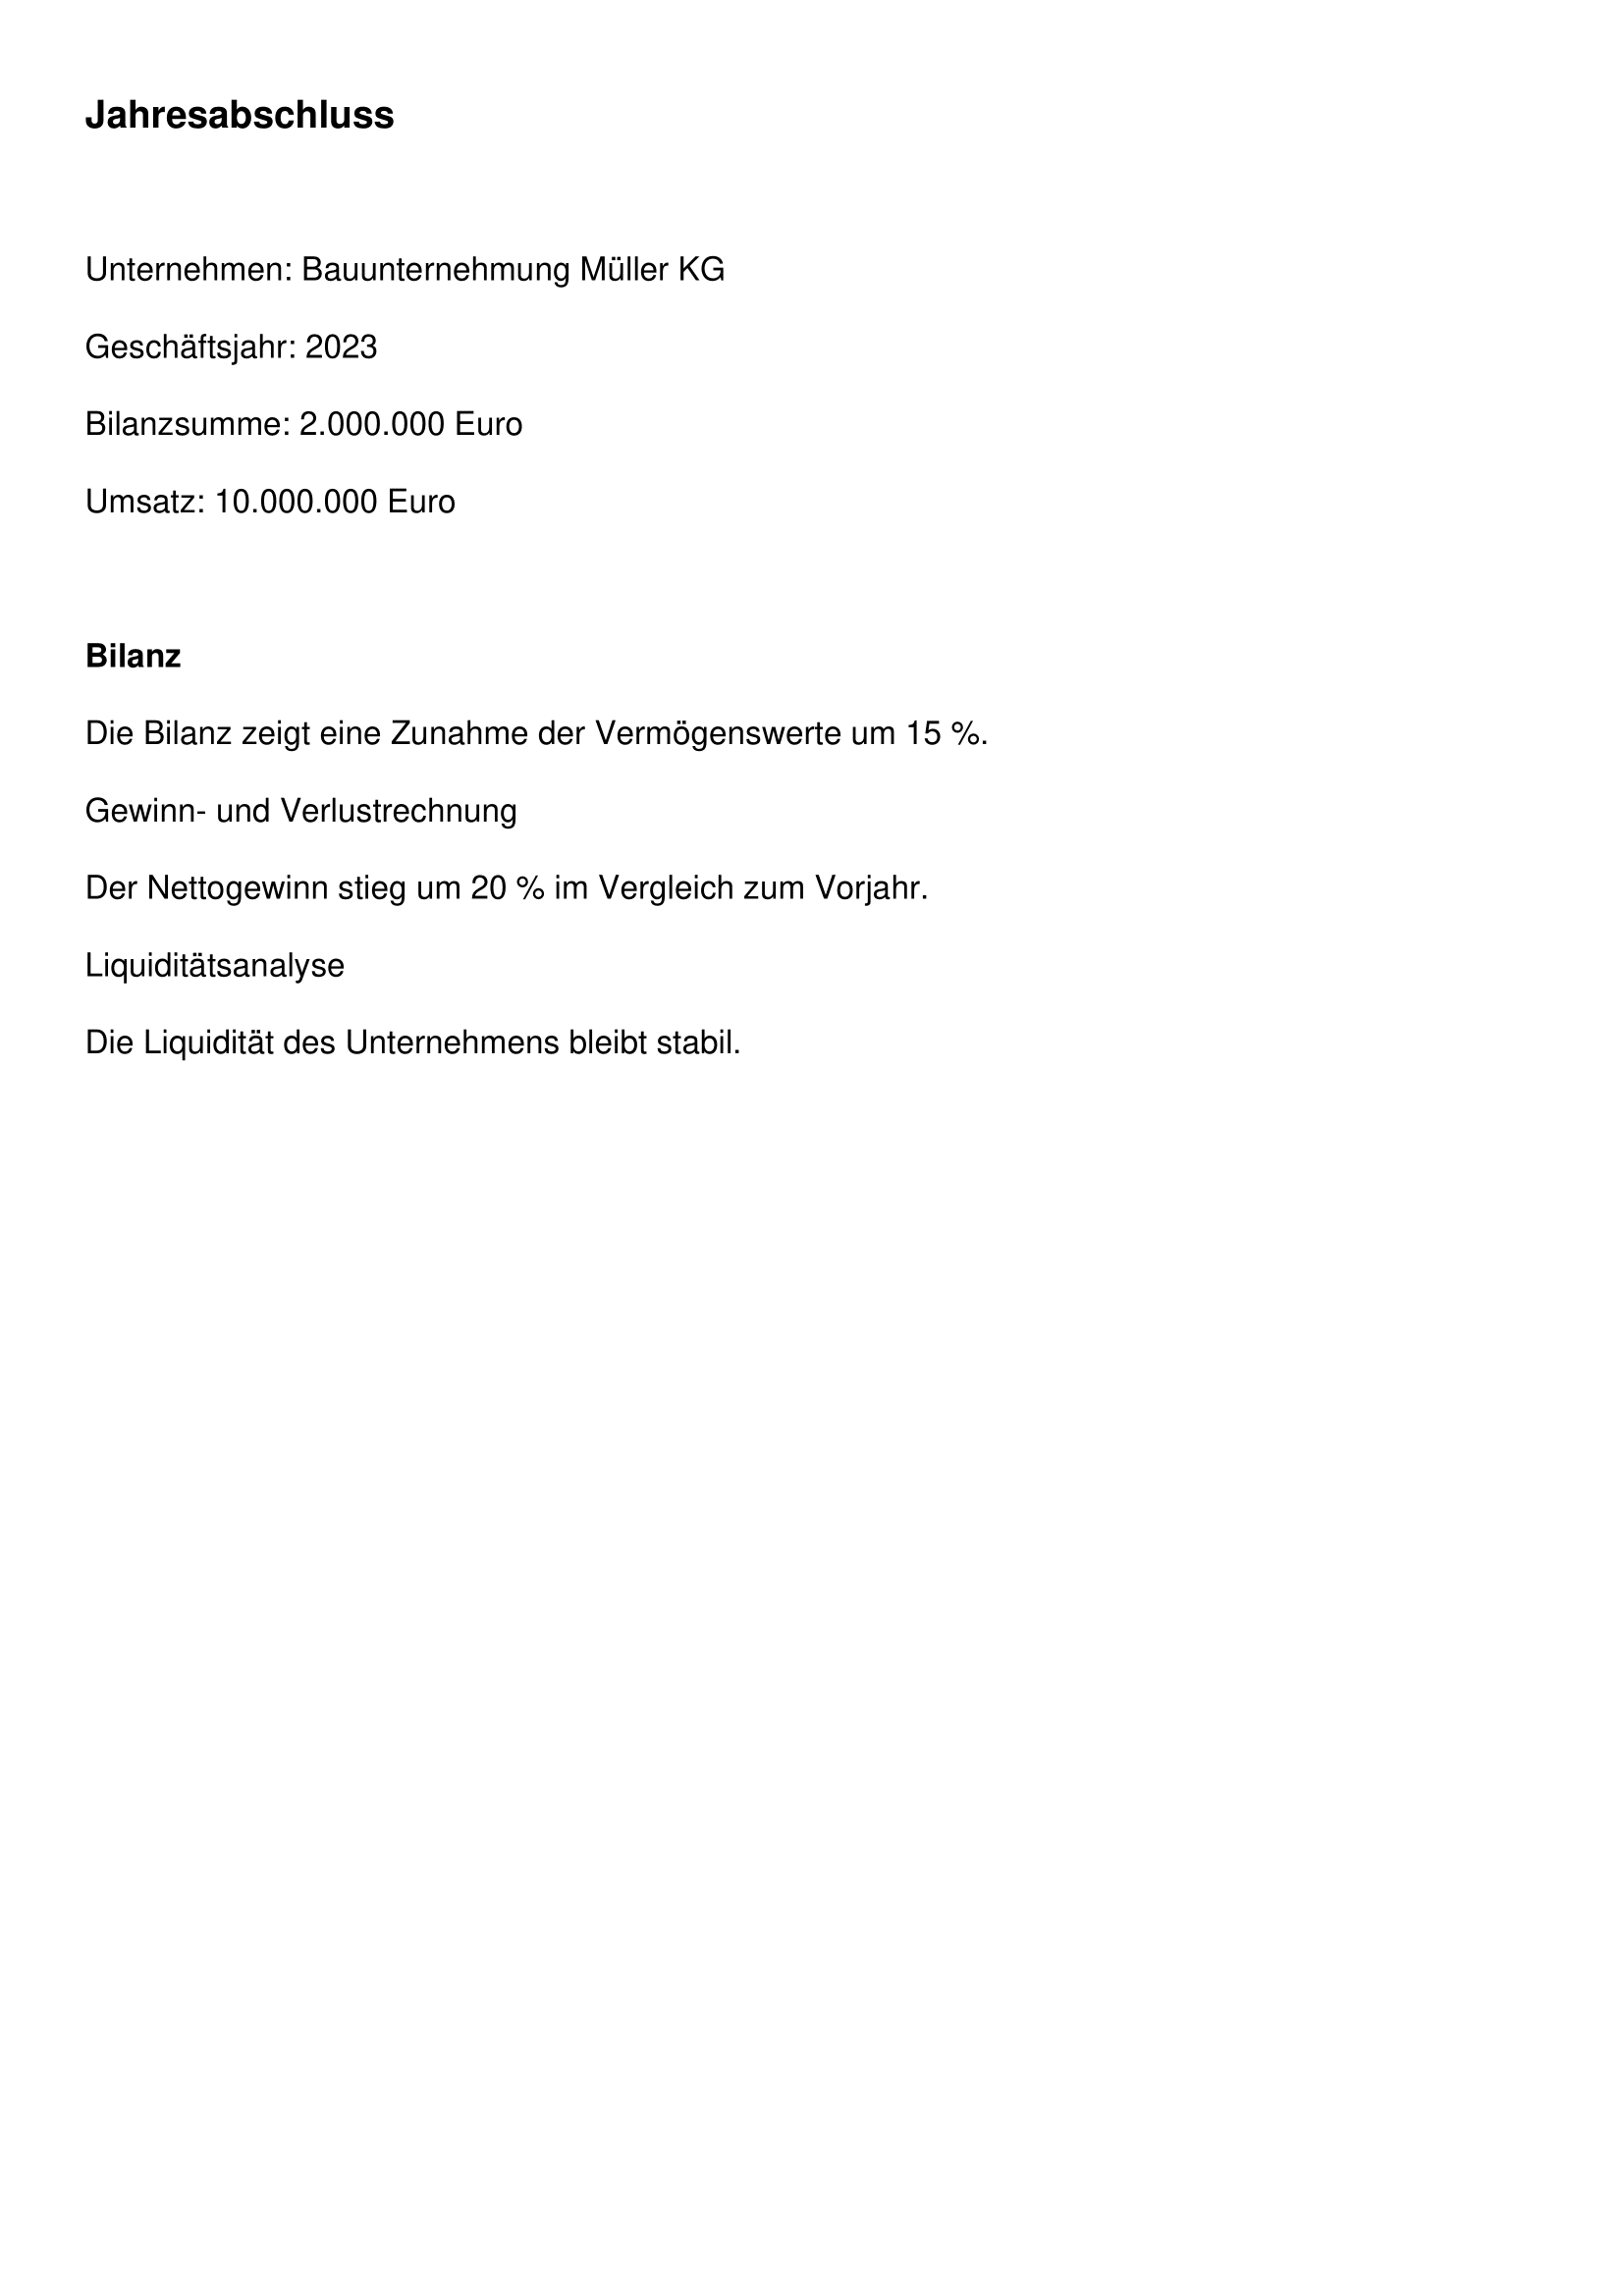 Jahresabschluss
Unternehmen: Bauunternehmung Müller KG
Geschäftsjahr: 2023
Bilanzsumme: 2.000.000 Euro
Umsatz: 10.000.000 Euro
Bilanz
Die Bilanz zeigt eine Zunahme der Vermögenswerte um 15 %.
Gewinn- und Verlustrechnung
Der Nettogewinn stieg um 20 % im Vergleich zum Vorjahr.
Liquiditätsanalyse
Die Liquidität des Unternehmens bleibt stabil.